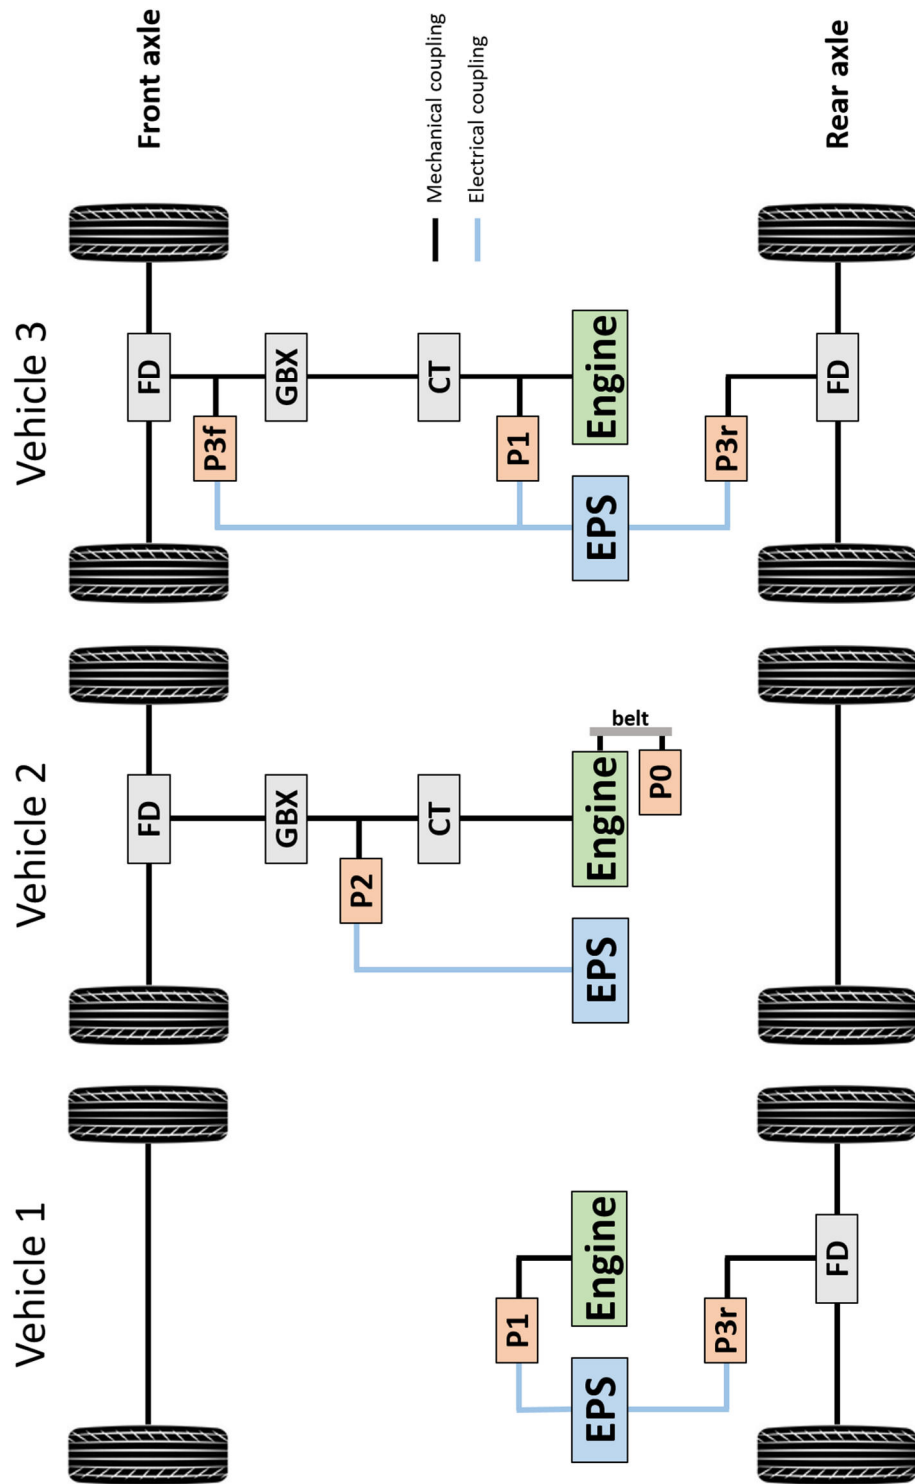 Vehicle 1
P1
Engine
EPS
P3r
FD
Vehicle 2
FD
GBX
P2
CT
Engine
belt
P0
EPS
Vehicle 3
FD
P3f
GBX
CT
P1
Engine
EPS
P3r
FD
Front axle
Mechanical coupling
Electrical coupling
Rear axle